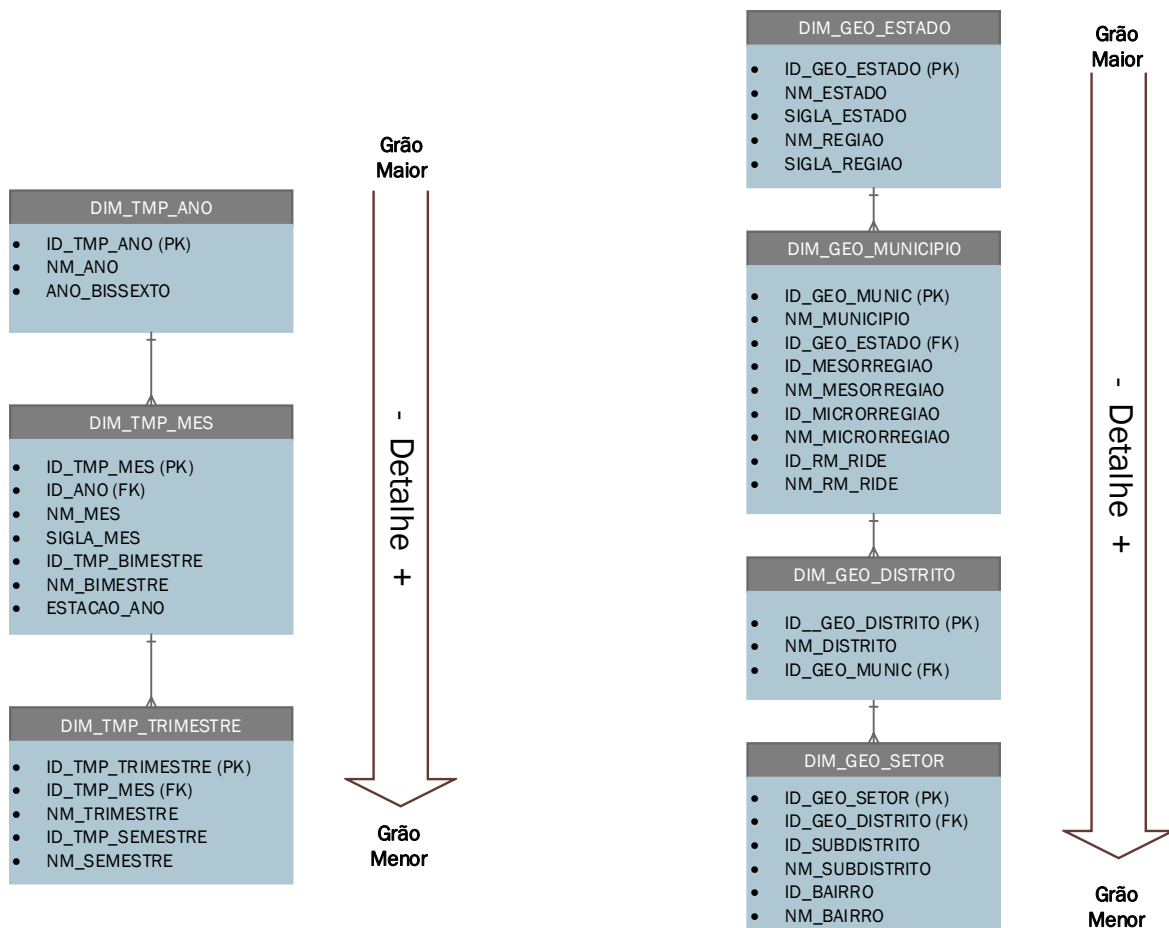 DIM_TMP_ANO
• ID_TMP_ANO (PK)
• NM_ANO
• ANO_BISSEXTO
DIM_TMP_MES
• ID_TMP_MES (PK)
• ID_ANO (FK)
• NM_MES
• SIGLA_MES
• ID_TMP_BIMESTRE
• NM_BIMESTRE
• ESTACAO_ANO
DIM_TMP_TRIMESTRE
• ID_TMP_TRIMESTRE (PK)
• ID_TMP_MES (FK)
• NM_TRIMESTRE
• ID_TMP_SEMESTRE
• NM_SEMESTRE
Grão
Maior
- Detalhe +
Grão
Menor
DIM_GEO_ESTADO
• ID_GEO_ESTADO (PK)
• NM_ESTADO
• SIGLA_ESTADO
• NM_REGIAO
• SIGLA_REGIAO
DIM_GEO_MUNICIPIO
• ID_GEO_MUNIC (PK)
• NM_MUNICIPIO
• ID_GEO_ESTADO (FK)
• ID_MESORREGIAO
• NM_MESORREGIAO
• ID_MICRORREGIAO
• NM_MICRORREGIAO
• ID_RM_RIDE
• NM_RM_RIDE
DIM_GEO_DISTRITO
• ID__GEO_DISTRITO (PK)
• NM_DISTRITO
• ID_GEO_MUNIC (FK)
DIM_GEO_SETOR
• ID_GEO_SETOR (PK)
• ID_GEO_DISTRITO (FK)
• ID_SUBDISTRITO
• NM_SUBDISTRITO
• ID_BAIRRO
• NM_BAIRRO
Grão
Maior
- Detalhe +
Grão
Menor